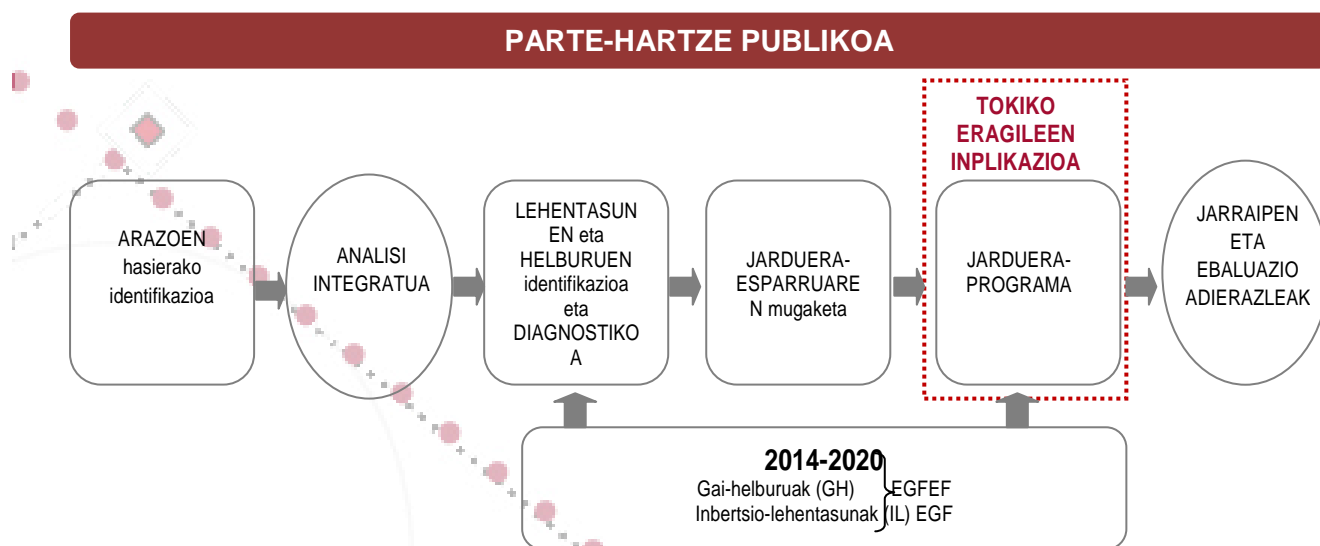 PARTE-HARTZE PUBLIKOA
TOKIKO
ERAGILEEN
INPLIKAZIOA
ARAZOEN
hasierako
identifikazioa
ANALISI
INTEGRATUA
LEHENTASUN
EN eta
HELBURUEN
identifikazioa
eta
DIAGNOSTIKO
A
JARDUERA-
ESPARRUARE
N mugaketa
JARDUERA-
PROGRAMA
JARRAIPEN
ETA
EBALUAZIO
ADIERAZLEAK
2014-2020
Gai-helburuak (GH) EGFEF
Inbertsio-lehentasunak (IL) EGF